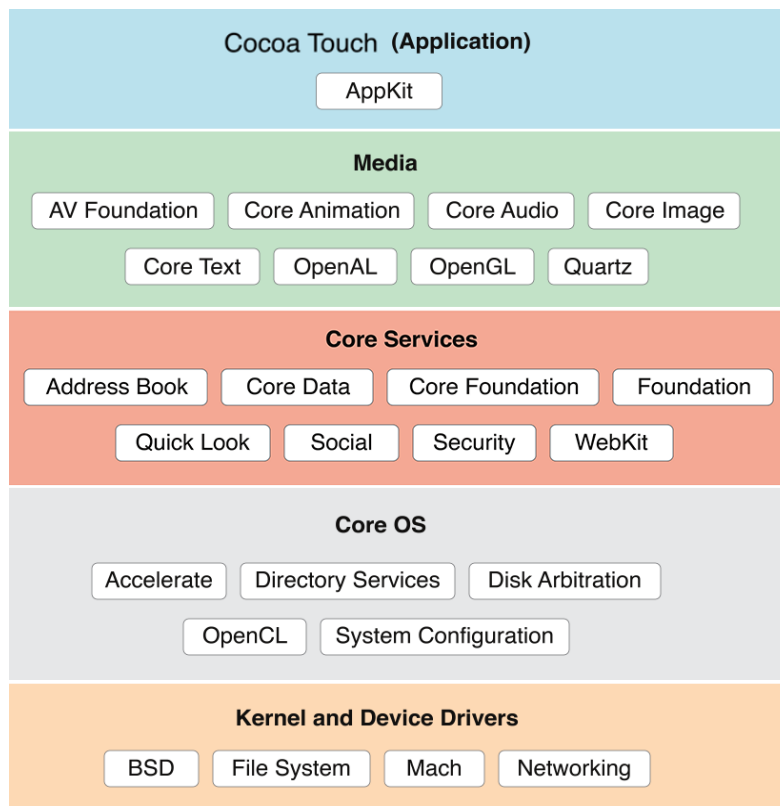 Cocoa Touch (Application)
AppKit
Media
AV Foundation Core Animation Core Audio Core Image
Core Text OpenAL OpenGL Quartz
Core Services
Address Book Core Data Core Foundation Foundation
Quick Look Social Security WebKit
Core OS
Accelerate Directory Services Disk Arbitration
OpenCL System Configuration
Kernel and Device Drivers
BSD File System Mach Networking